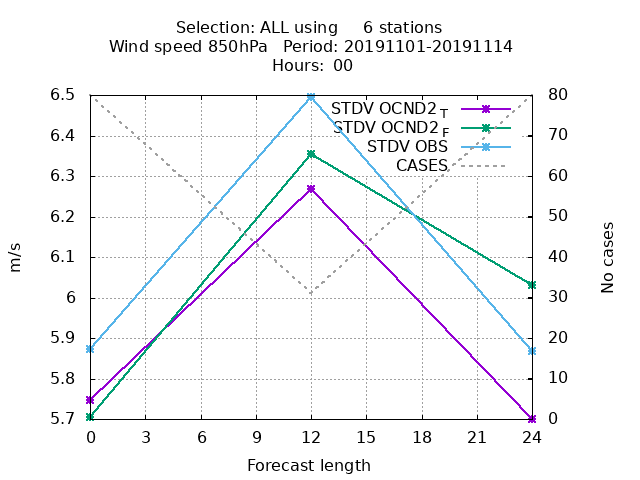 Selection: ALL using     6 stations
Wind speed 850hPa   Period: 20191101-20191114
Hours:  00
STDV OCND2 T
STDV OCND2 F
STDV OBS
CASES
6.5
6.4
6.3
6.2
6.1
6
5.9
5.8
5.7
80
70
60
50
40
30
20
10
0
m/s
No cases
0 3 6 9 12 15 18 21 24
Forecast length